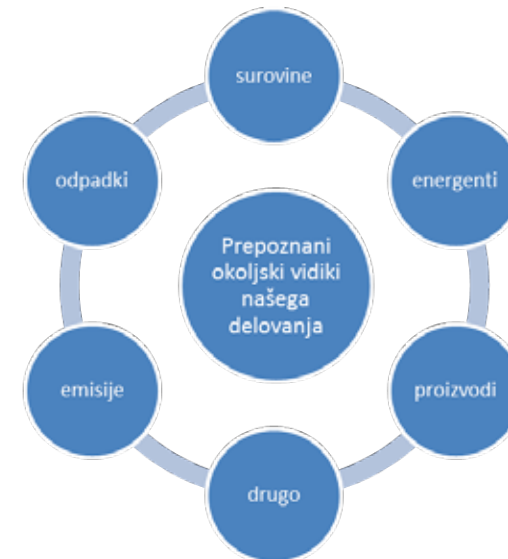 surovine
energenti
proizvodi
drugo
emisije
odpadki
Prepoznani
okoljski vidiki
našega
delovanja